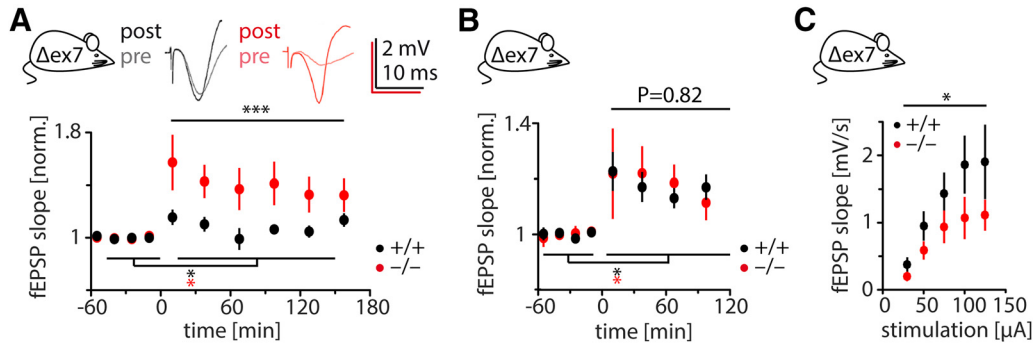 A
Δex7
post
pre
post
pre
2 mV
10 ms
***
1.8
1
fEPSP slope [norm.]
+/+
−/−
*
*
-60
0
60
120
180
time [min]
B
Δex7
P=0.82
1.4
1
fEPSP slope [norm.]
+/+
−/−
*
*
-60
0
60
120
time [min]
C
Δex7
*
+/+
−/−
2
1
0
fEPSP slope [mV/s]
0
50
100
150
stimulation [µA]